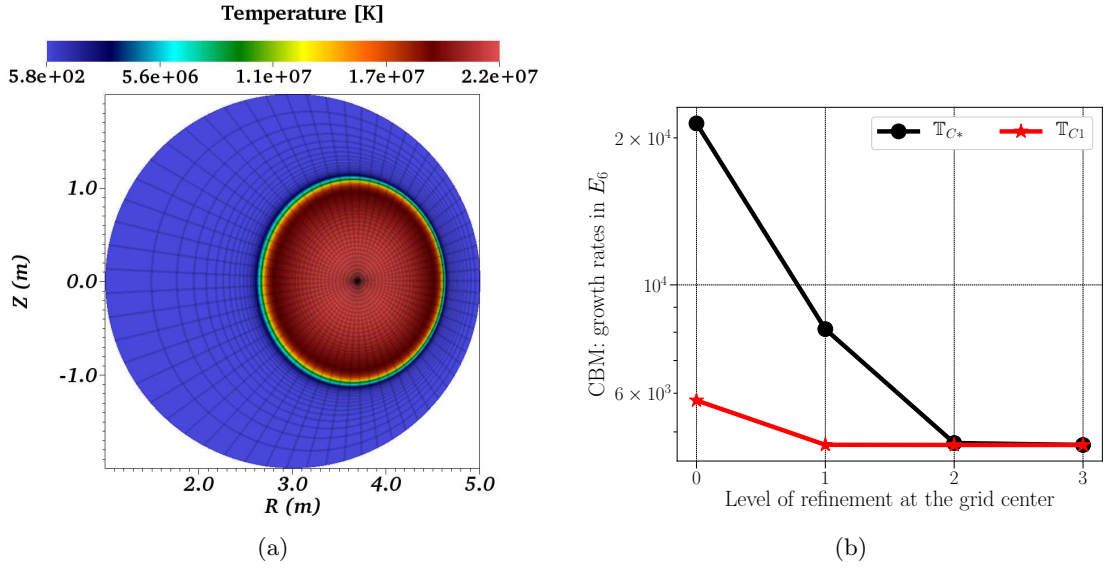 Temperature [K]
5.8e+02 5.6e+06 1.1e+07 1.7e+07 2.2e+07
1.0
0.0
-1.0
Z (m)
2.0 3.0 4.0 5.0
R (m)
(a)
𝕋_{C*} 𝕋_{C1}
2 × 10^4
10^4
6 × 10^3
CBM: growth rates in E_6
0 1 2 3
Level of refinement at the grid center
(b)